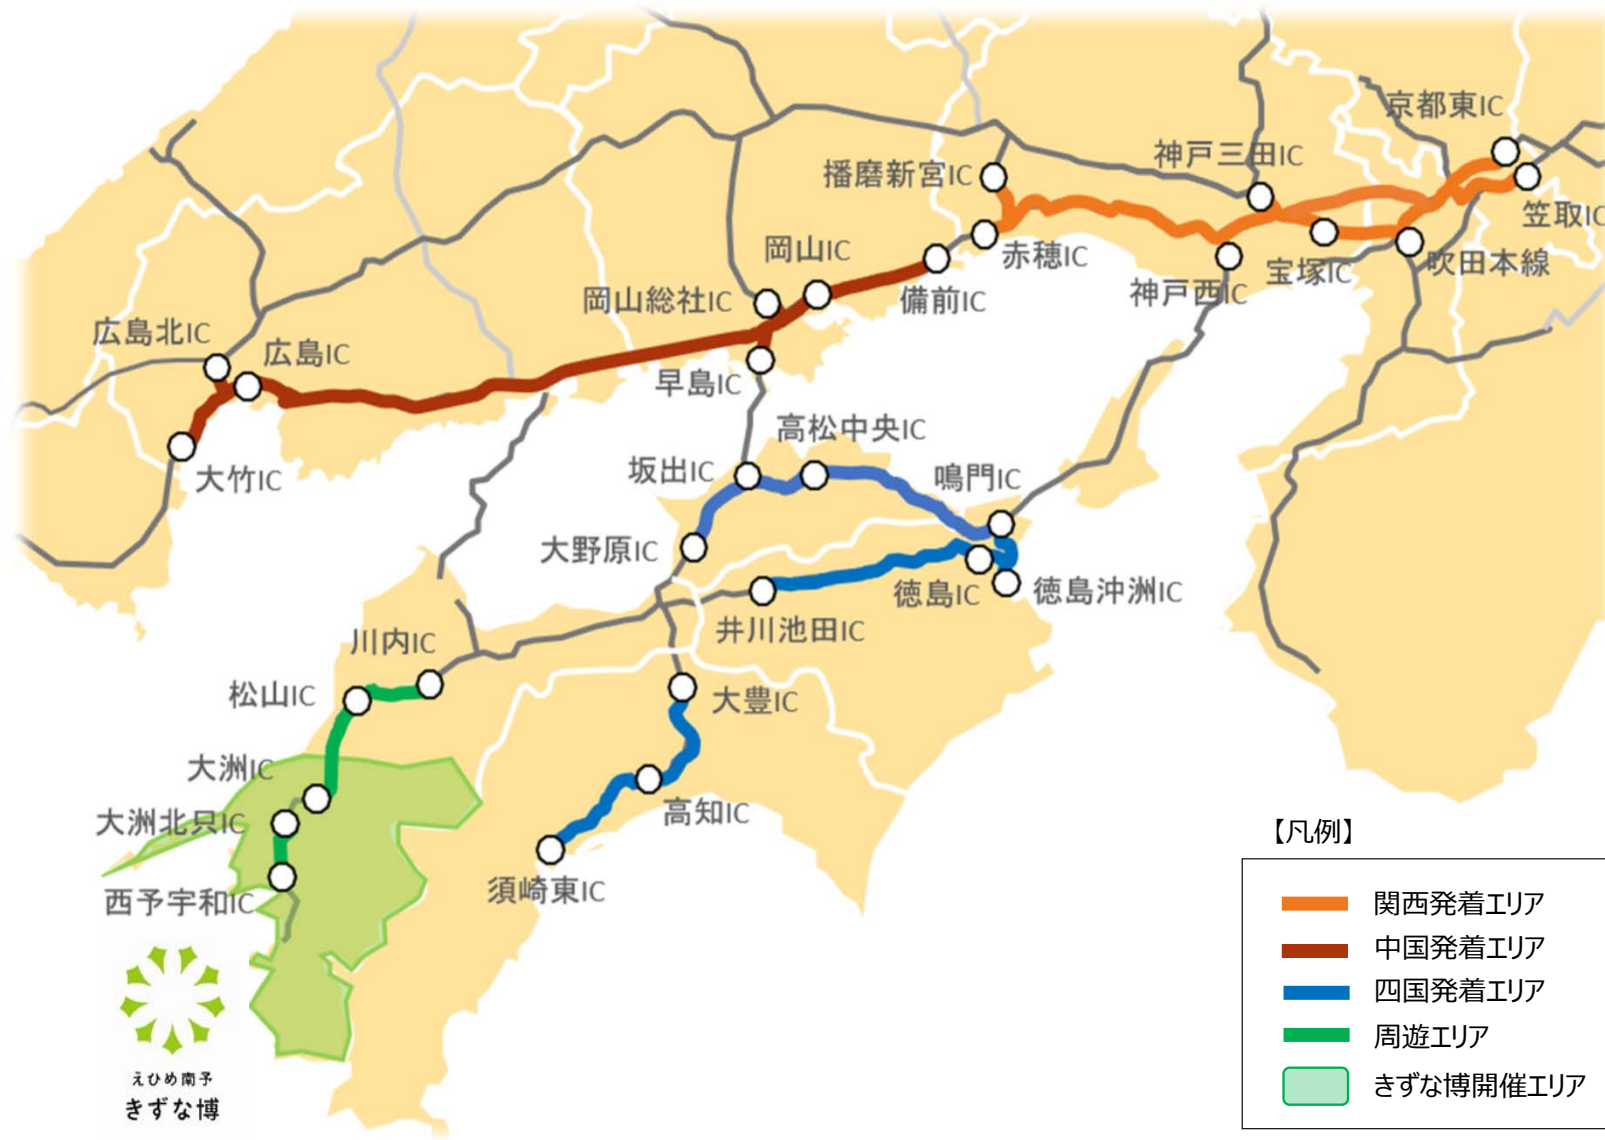 京都東IC
神戸三田IC
播磨新宮IC
笠取IC
岡山IC
赤穂IC
宝塚IC
吹田本線
岡山総社IC
備前IC
神戸西IC
広島北IC
広島IC
早島IC
高松中央IC
大竹IC
坂出IC
鳴門IC
大野原IC
徳島IC
徳島沖洲IC
井川池田IC
川内IC
松山IC
大豊IC
大洲IC
高知IC
大洲北只IC
西予宇和IC
須崎東IC
【凡例】
関西発着エリア
中国発着エリア
四国発着エリア
周遊エリア
きずな博開催エリア
えひめ南予
きずな博